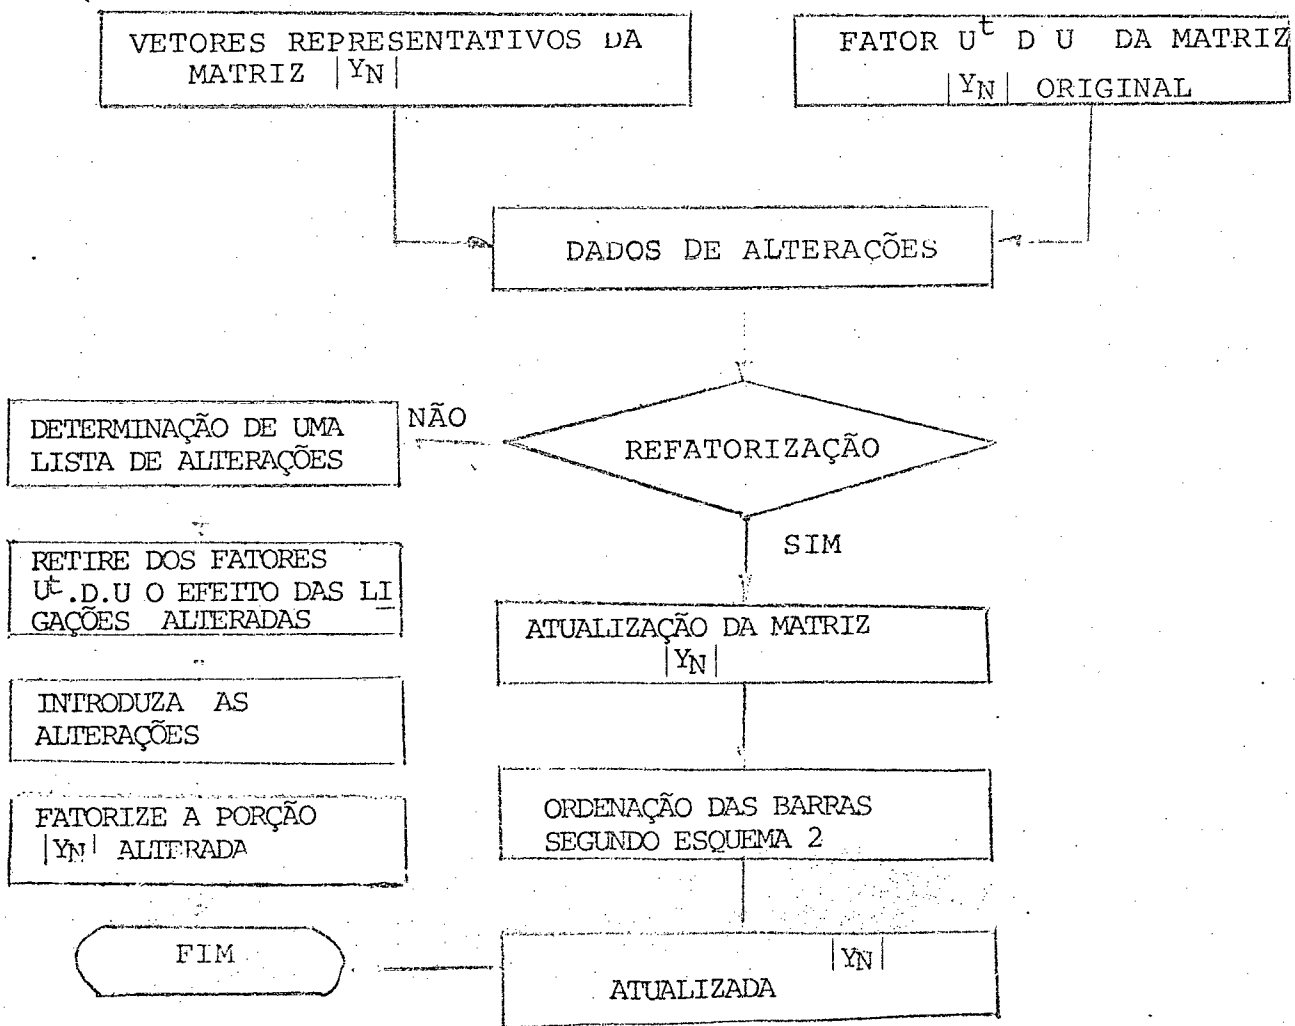 VETORES REPRESENTATIVOS DA
MATRIZ |YN|
FATOR Uᵗ D U DA MATRIZ
|YN| ORIGINAL
DADOS DE ALTERAÇÕES
REFATORIZAÇÃO
NÃO
SIM
DETERMINAÇÃO DE UMA
LISTA DE ALTERAÇÕES
RETIRE DOS FATORES
Uᵗ.D.U O EFEITO DAS LI
GAÇÕES ALTERADAS
INTRODUZA AS
ALTERAÇÕES
FATORIZE A PORÇÃO
|YN| ALTERADA
FIM
ATUALIZAÇÃO DA MATRIZ
|YN|
ORDENAÇÃO DAS BARRAS
SEGUNDO ESQUEMA 2
|YN|
ATUALIZADA